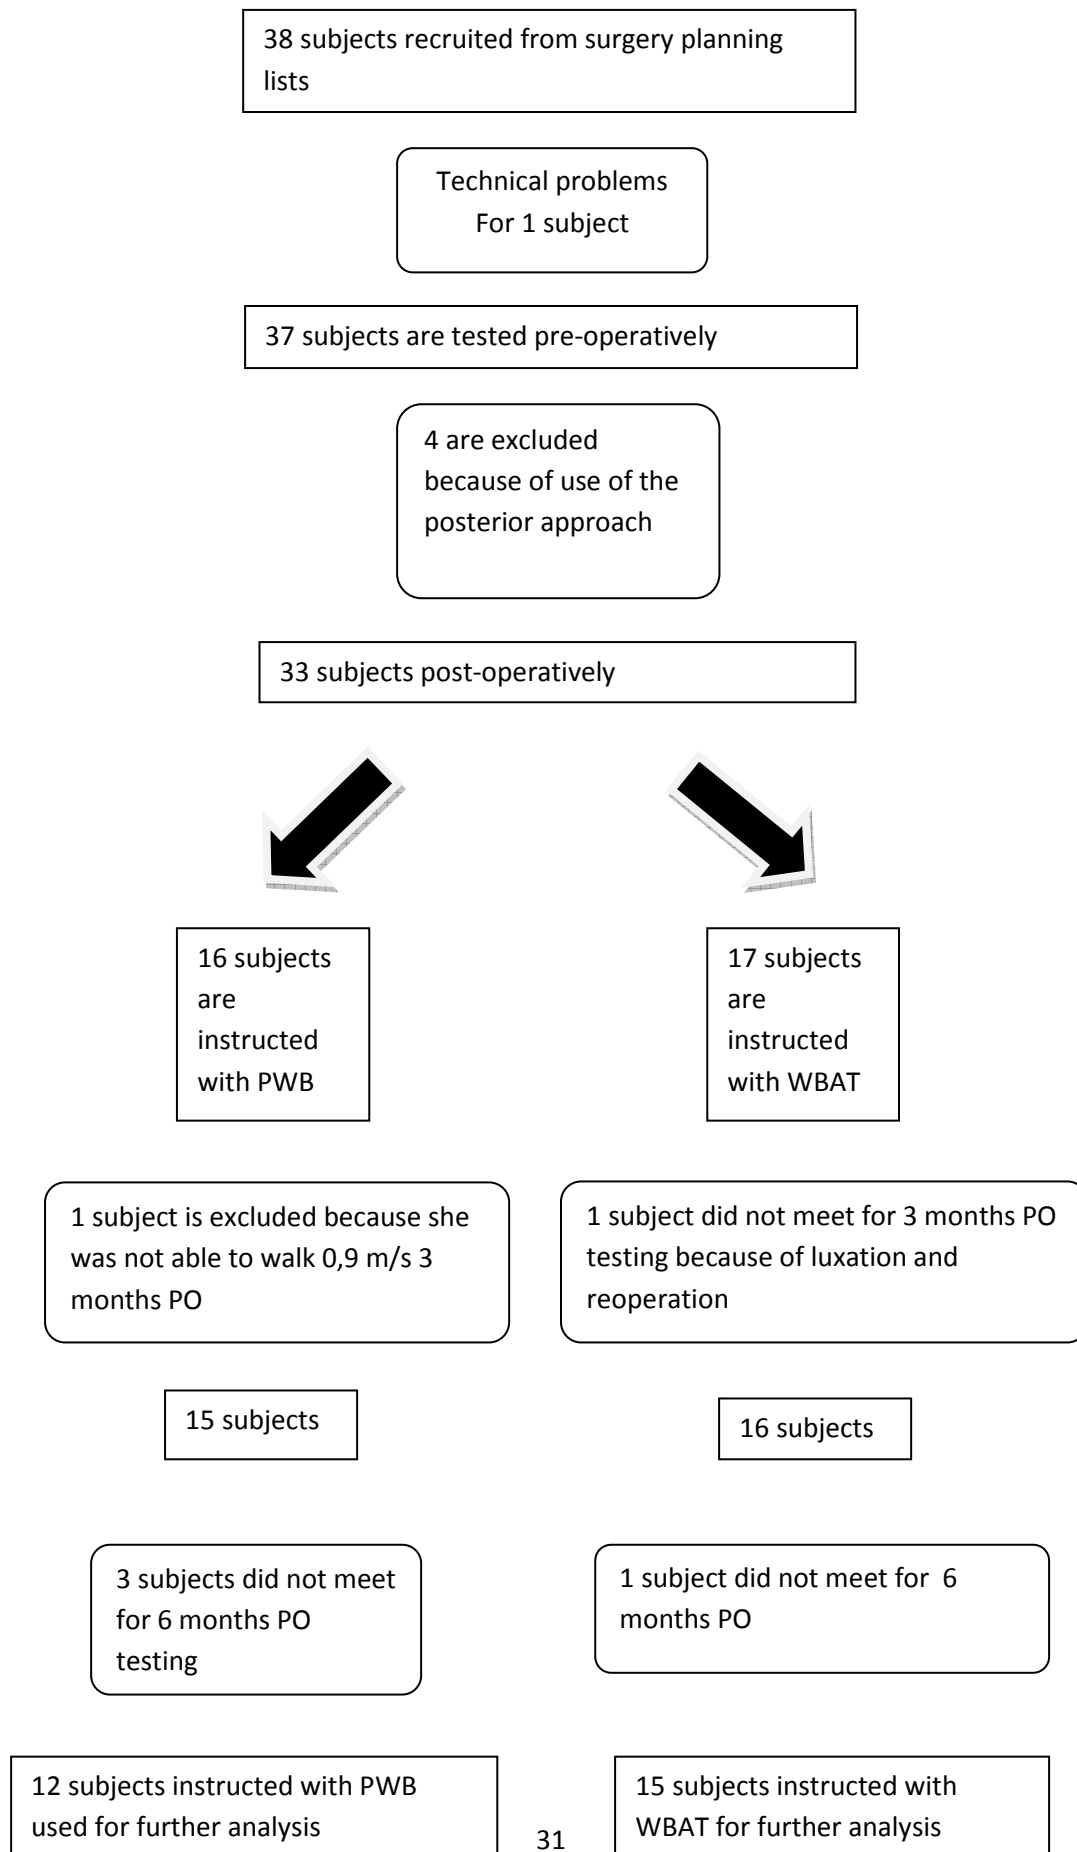 38 subjects recruited from surgery planning
lists
Technical problems
For 1 subject
37 subjects are tested pre-operatively
4 are excluded
because of use of the
posterior approach
33 subjects post-operatively
16 subjects
are
instructed
with PWB
17 subjects
are
instructed
with WBAT
1 subject is excluded because she
was not able to walk 0,9 m/s 3
months PO
1 subject did not meet for 3 months PO
testing because of luxation and
reoperation
15 subjects
16 subjects
3 subjects did not meet
for 6 months PO
testing
1 subject did not meet for  6
months PO
12 subjects instructed with PWB
used for further analysis
15 subjects instructed with
WBAT for further analysis
31